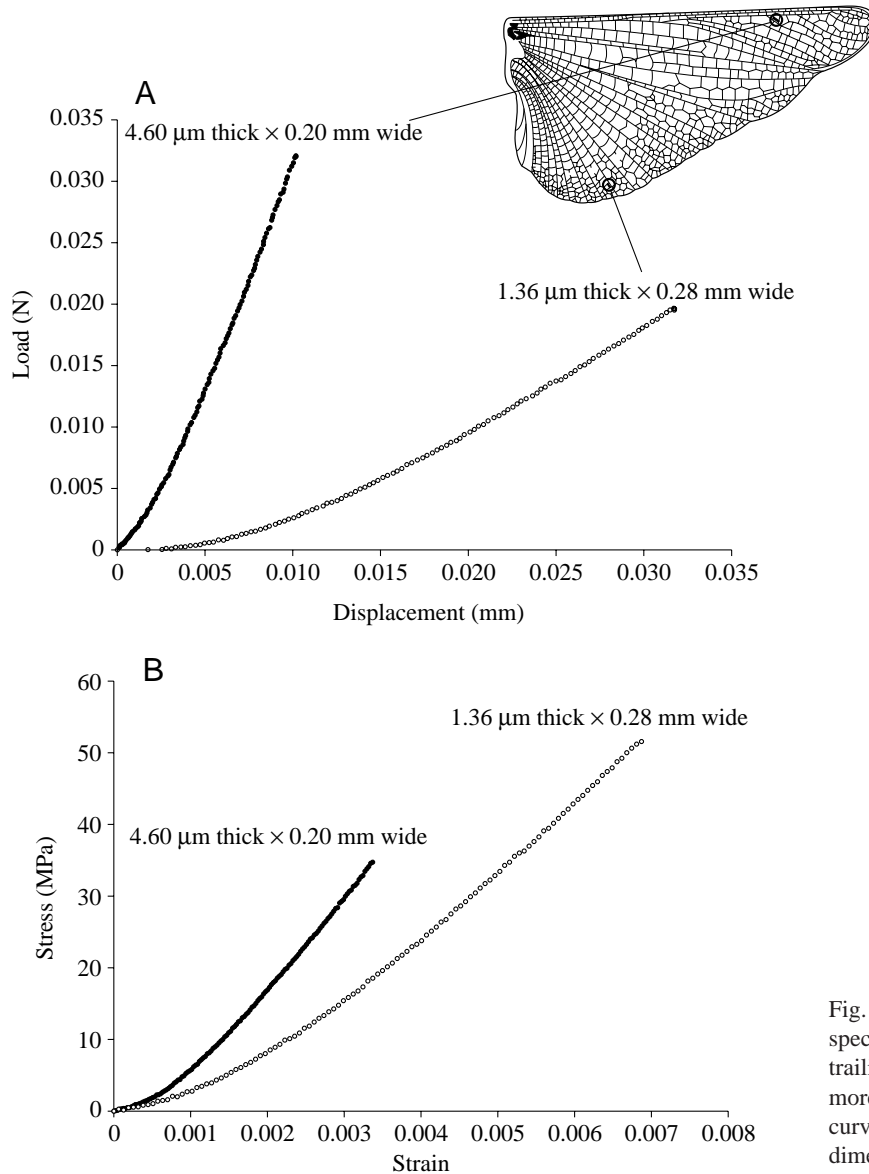 A
0.035
4.60 µm thick × 0.20 mm wide
0.030
0.025
0.020
1.36 µm thick × 0.28 mm wide
0.015
0.010
0.005
0
Load (N)
0 0.005 0.010 0.015 0.020 0.025 0.030 0.035
Displacement (mm)
B
60
1.36 µm thick × 0.28 mm wide
50
40
4.60 µm thick × 0.20 mm wide
30
20
10
0
Stress (MPa)
0 0.001 0.002 0.003 0.004 0.005 0.006 0.007 0.008
Strain
Fig.
spec
traili
more
curv
dime